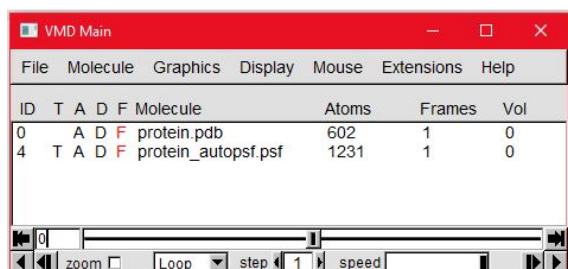 VMD Main
File Molecule Graphics Display Mouse Extensions Help
ID T A D F Molecule Atoms Frames Vol
0 A D F protein.pdb 602 1 0
4 T A D F protein_autopsf.psf 1231 1 0
0
zoom Loop step 1 speed